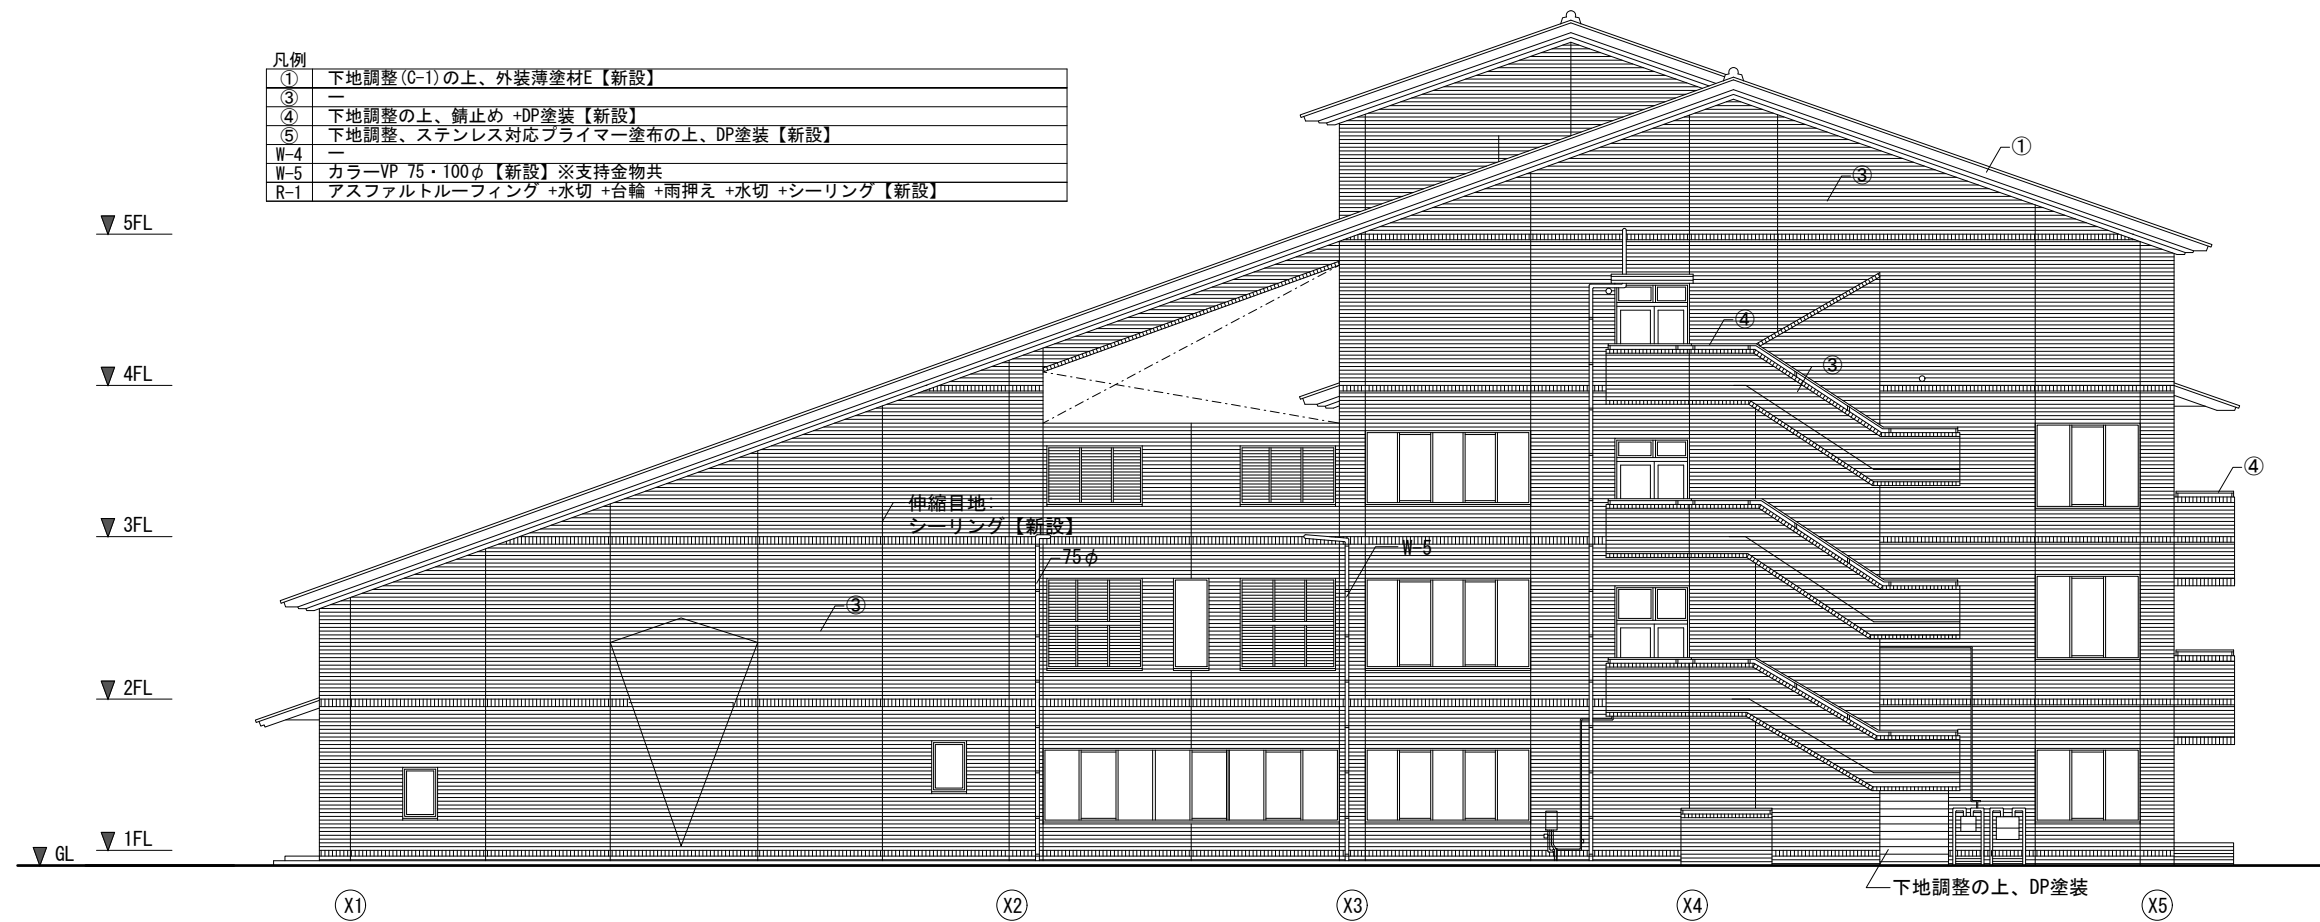 凡例
① 下地調整(C-1)の上、外装薄塗材E【新設】
③ ー
④ 下地調整の上、錆止め +DP塗装【新設】
⑤ 下地調整、ステンレス対応プライマー塗布の上、DP塗装【新設】
W-4 ー
W-5 カラーVP 75・100φ【新設】※支持金物共
R-1 アスファルトルーフィング +水切 +台輪 +雨押え +水切 +シーリング【新設】
①
③
▼ 5FL
④
③
▼ 4FL
④
伸縮目地:
シーリング【新設】
▼ 3FL
75φ
W-5
③
▼ 2FL
▼ 1FL
▼ GL
下地調整の上、DP塗装
X1 X2 X3 X4 X5